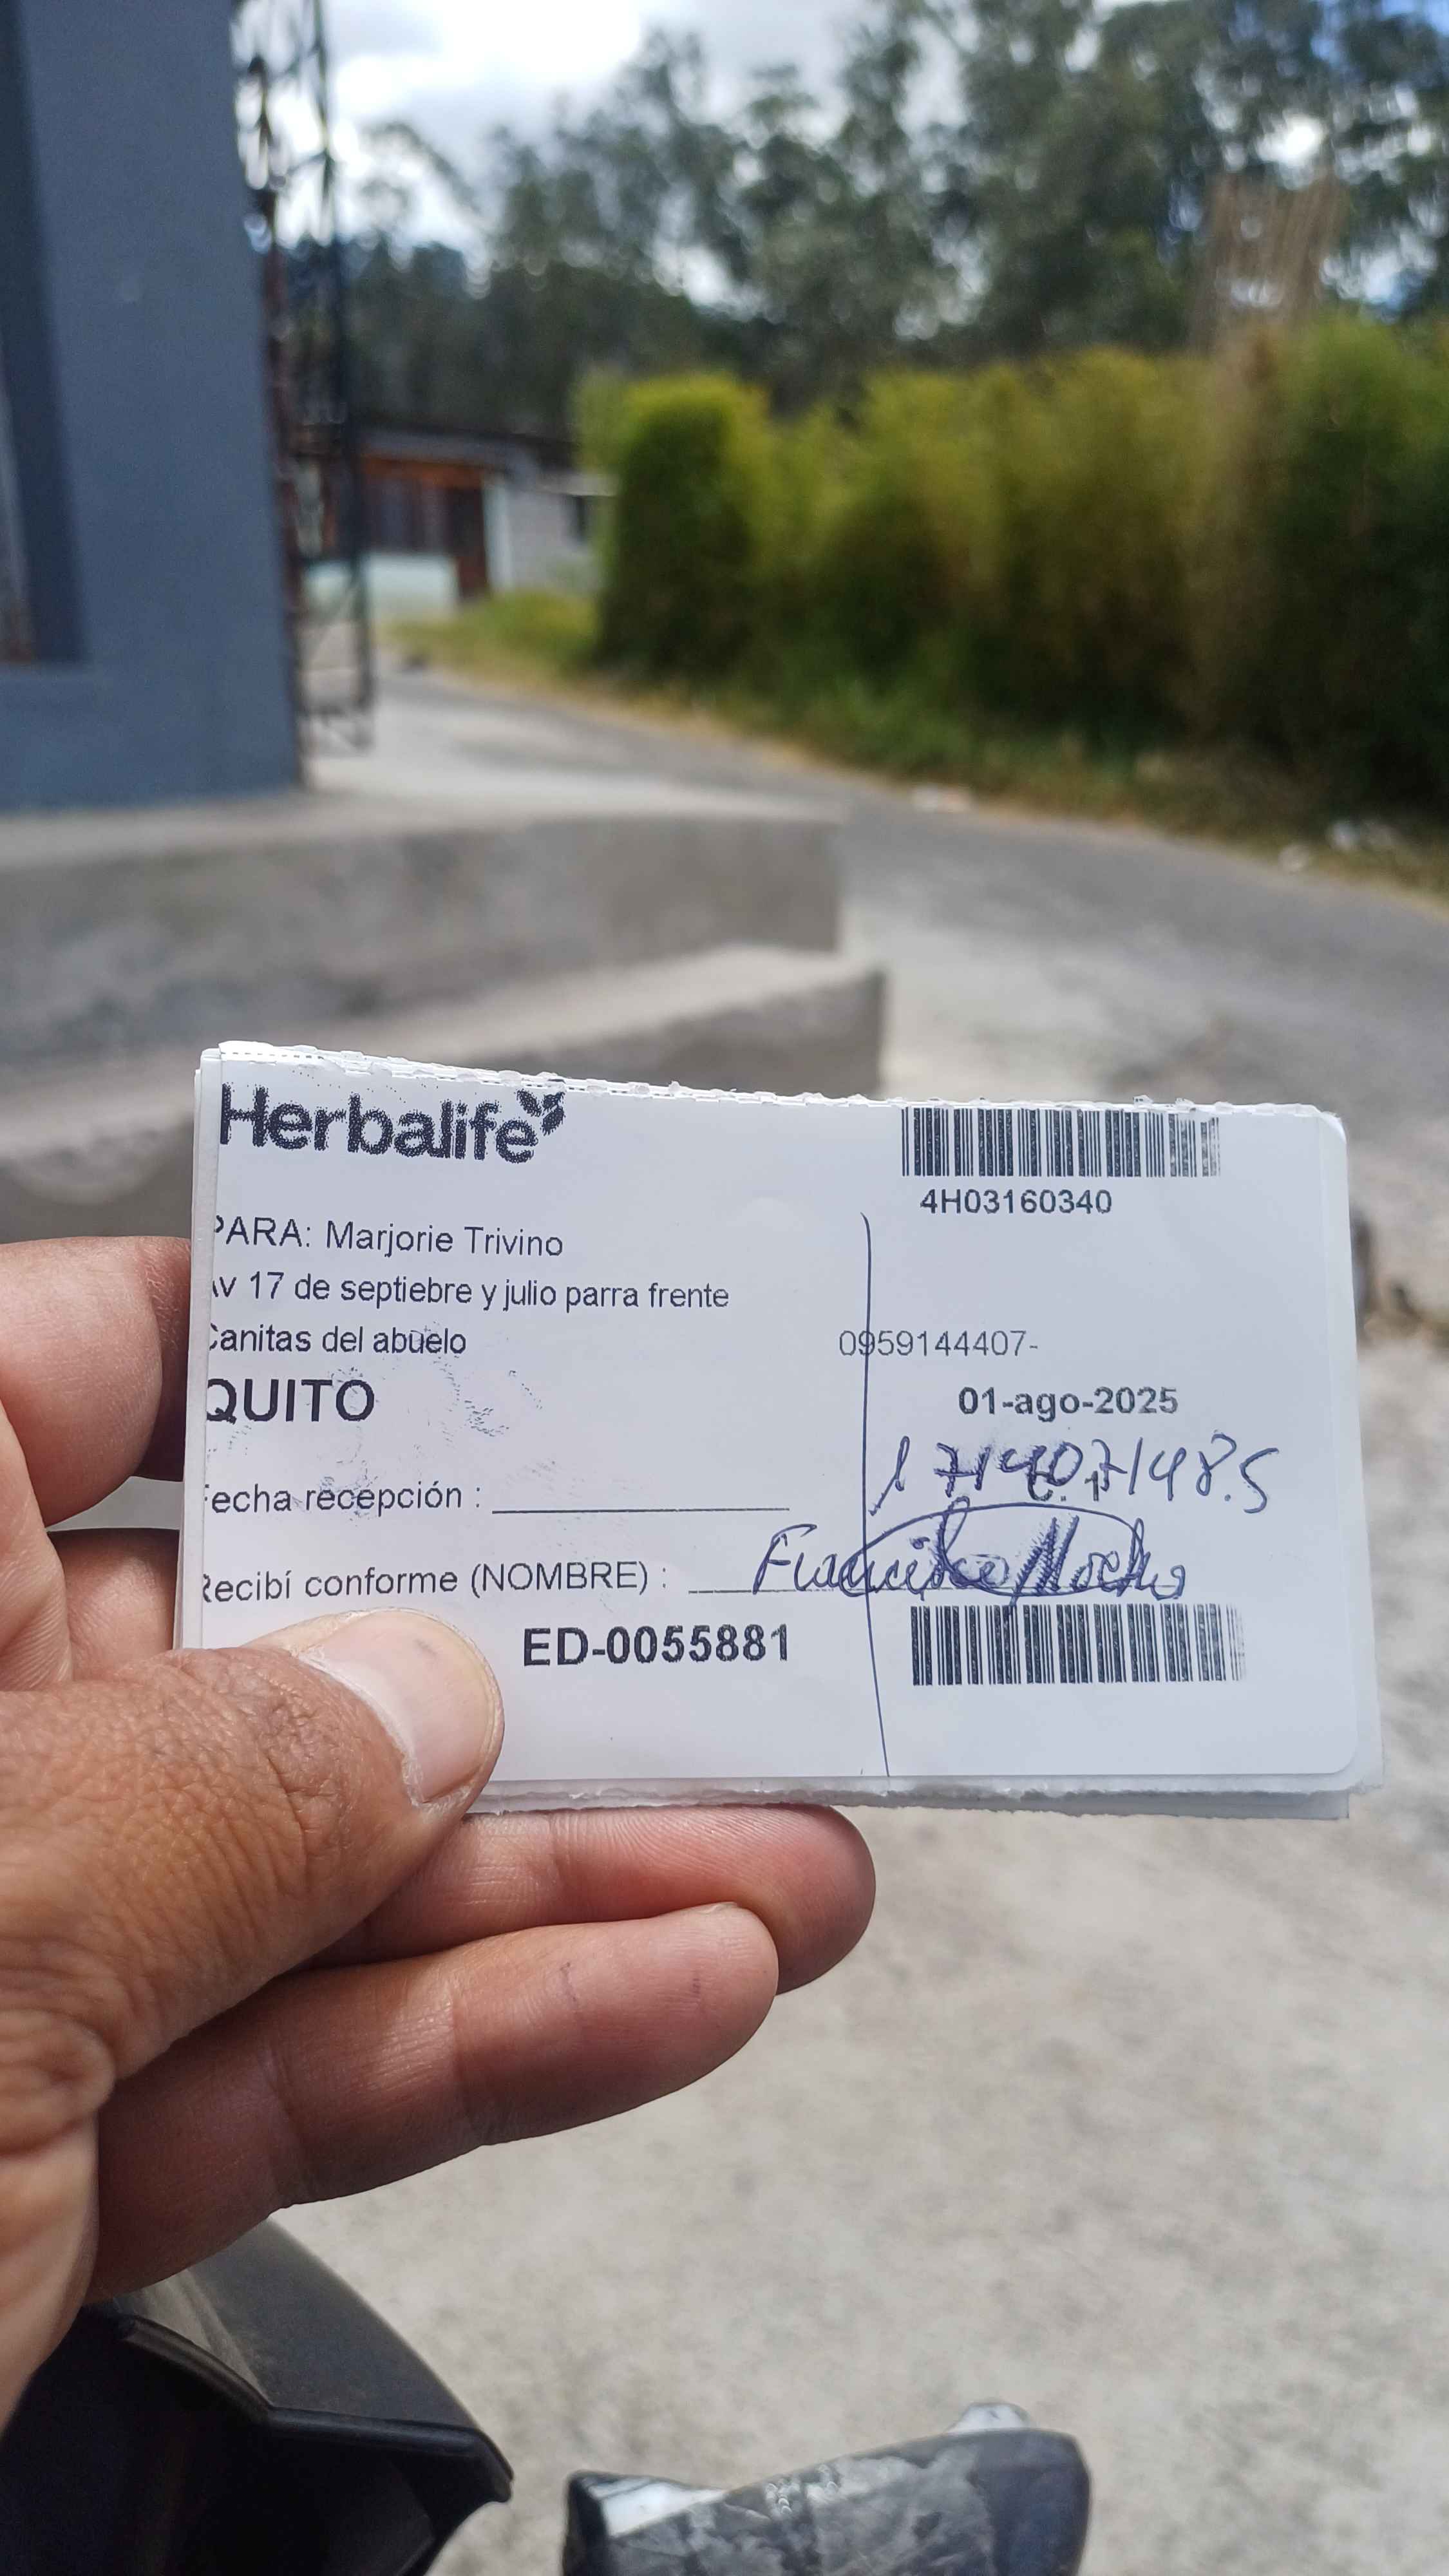 Herbalife
4H03160340
PARA: Marjorie Trivino
Av 17 de septiebre y julio parra frente
Canitas del abuelo
0959144407-
QUITO
01-ago-2025
Fecha recepción :
Recibí conforme (NOMBRE) :
ED-0055881